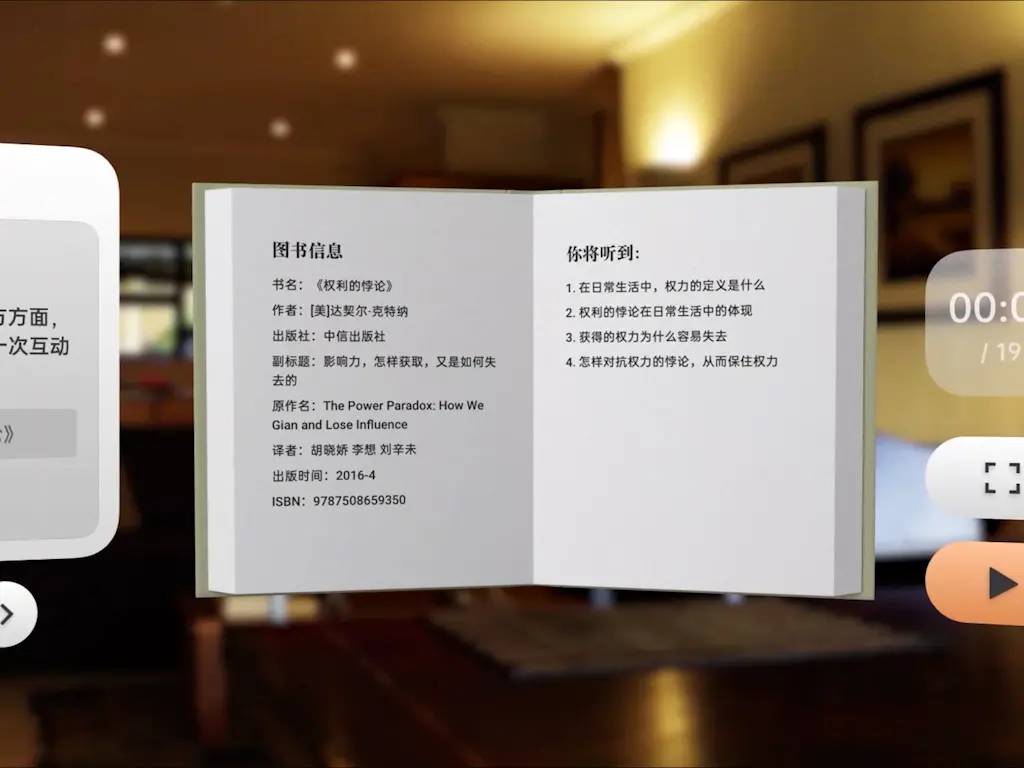 方方面，
一次互动
》
图书信息
书名：《权利的悖论》
作者：[美]达契尔·克特纳
出版社：中信出版社
副标题：影响力，怎样获取，又是如何失
去的
原作名：The Power Paradox: How We
Gian and Lose Influence
译者：胡晓娇 李想 刘辛未
出版时间：2016-4
ISBN：9787508659350
你将听到：
1. 在日常生活中，权力的定义是什么
2. 权利的悖论在日常生活中的体现
3. 获得的权力为什么容易失去
4. 怎样对抗权力的悖论，从而保住权力
00:0
/ 19